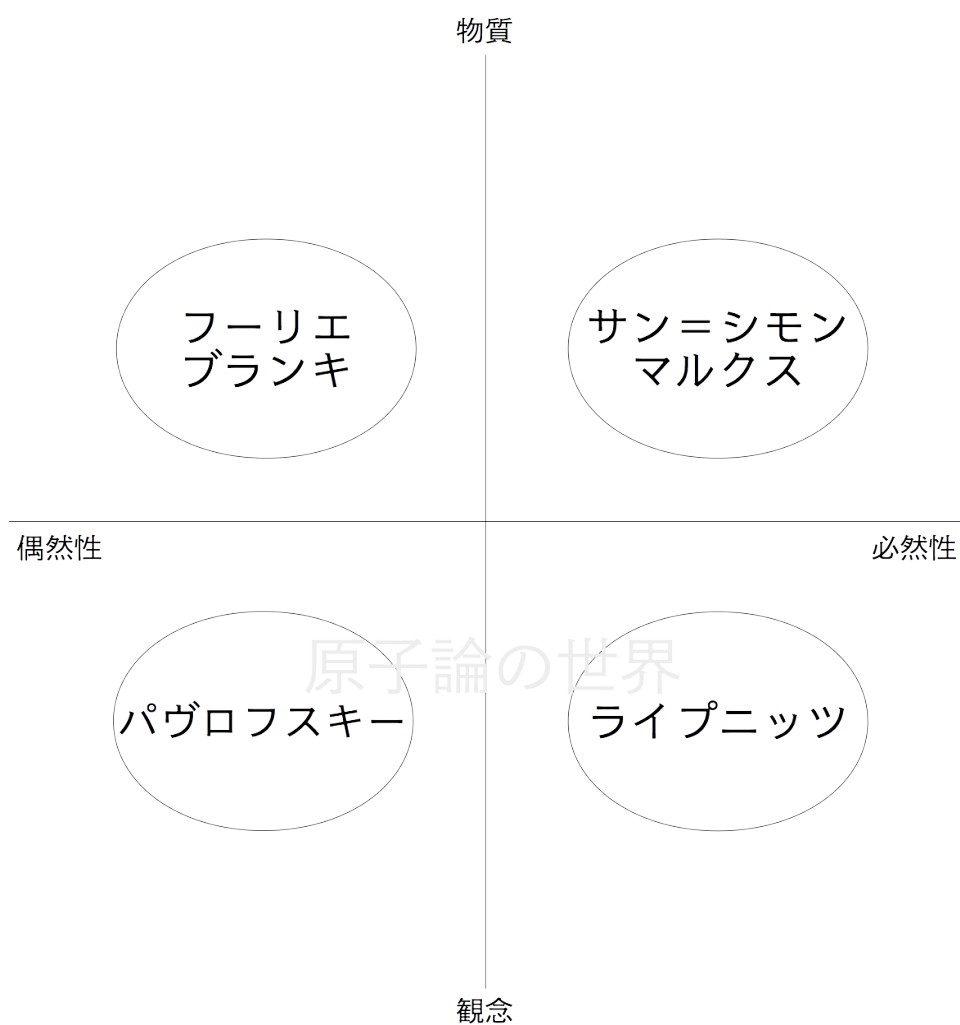 物質
フーリエ
ブランキ
サン＝シモン
マルクス
偶然性
必然性
原子論の世界
パヴロフスキー
ライプニッツ
観念